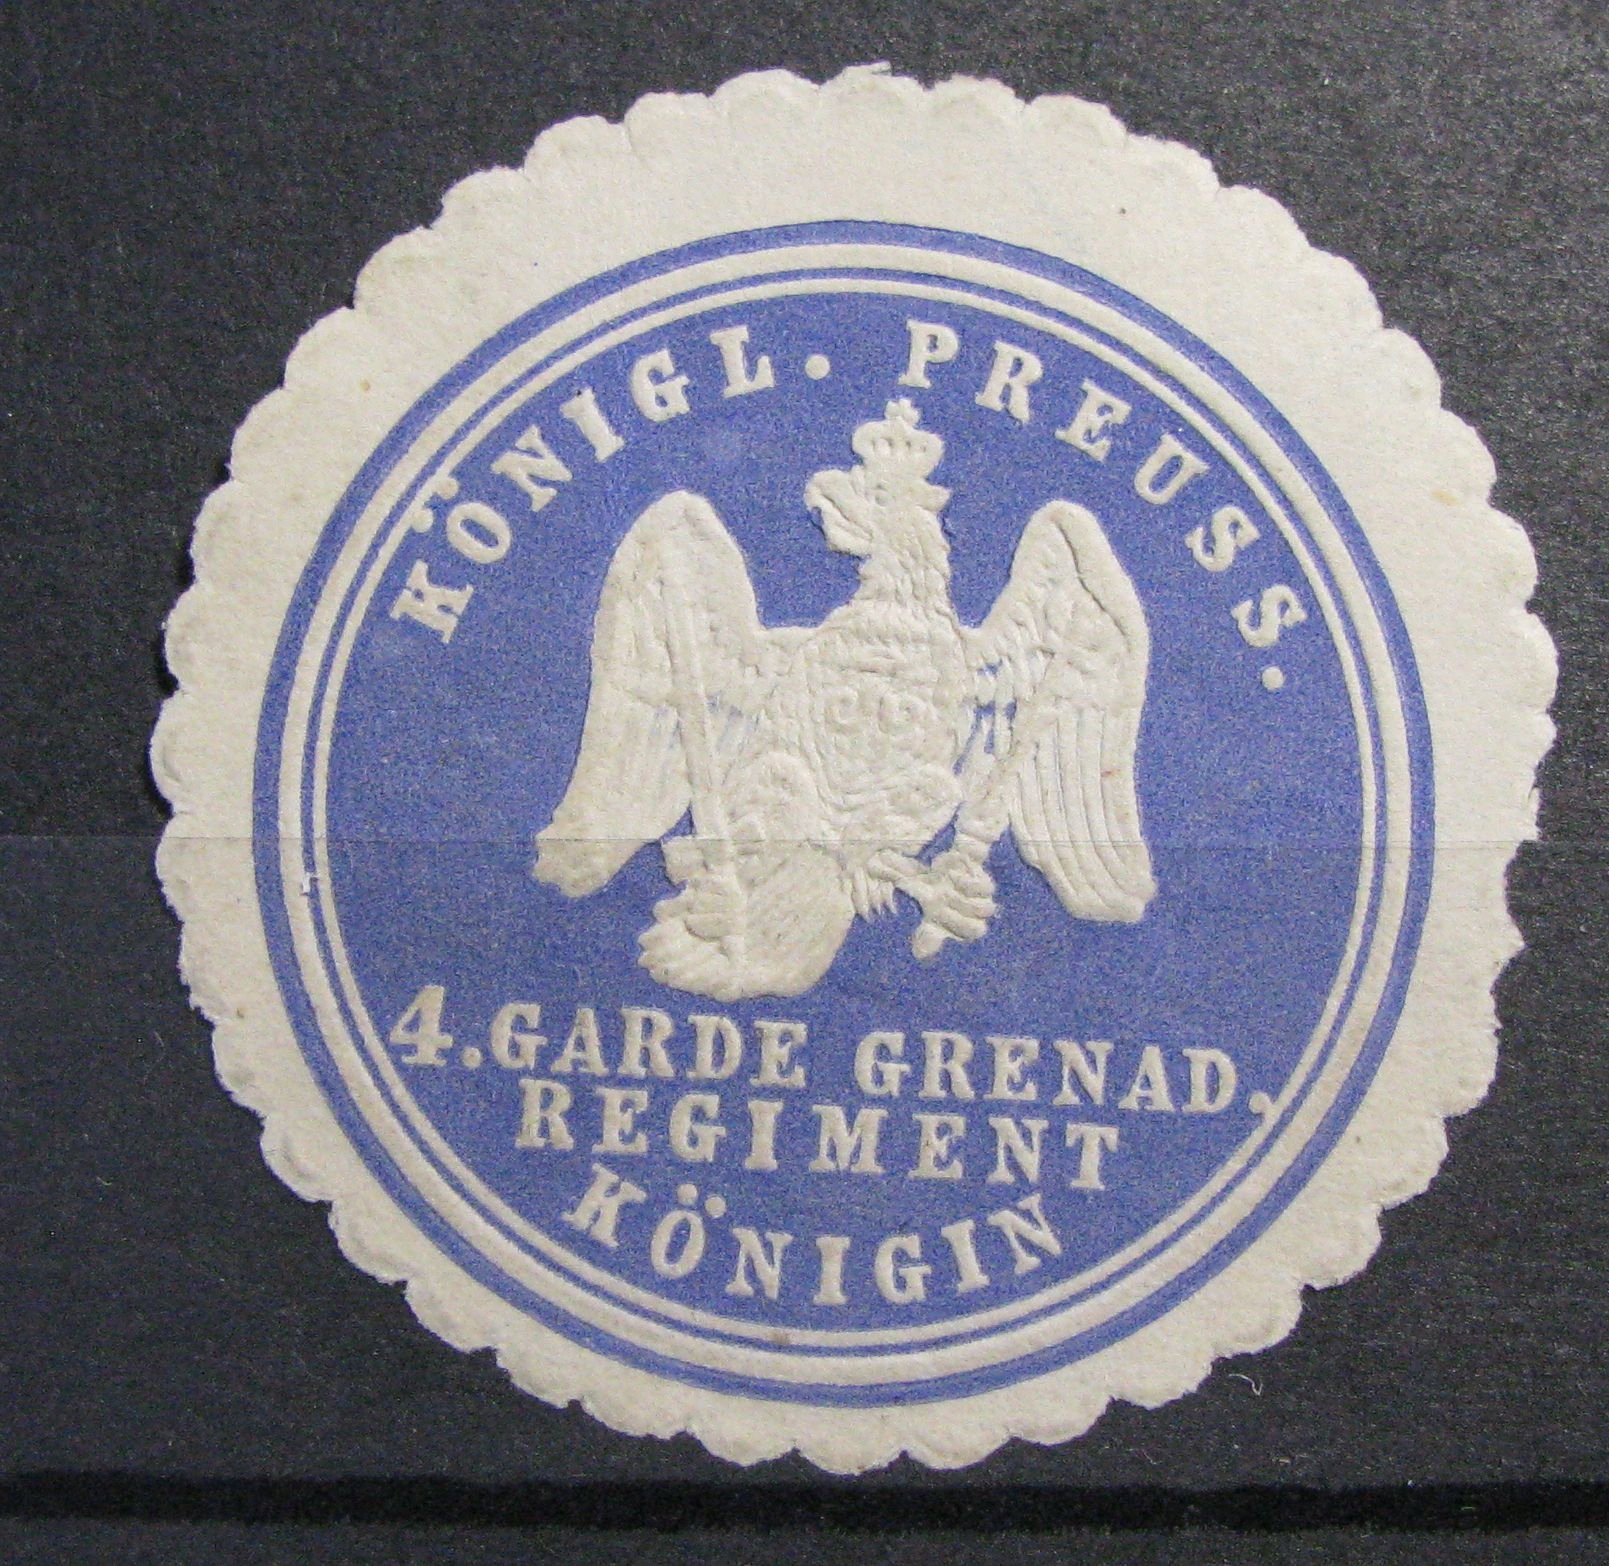 KÖNIGL. PREUSS.
4. GARDE GRENAD.
REGIMENT
KÖNIGIN